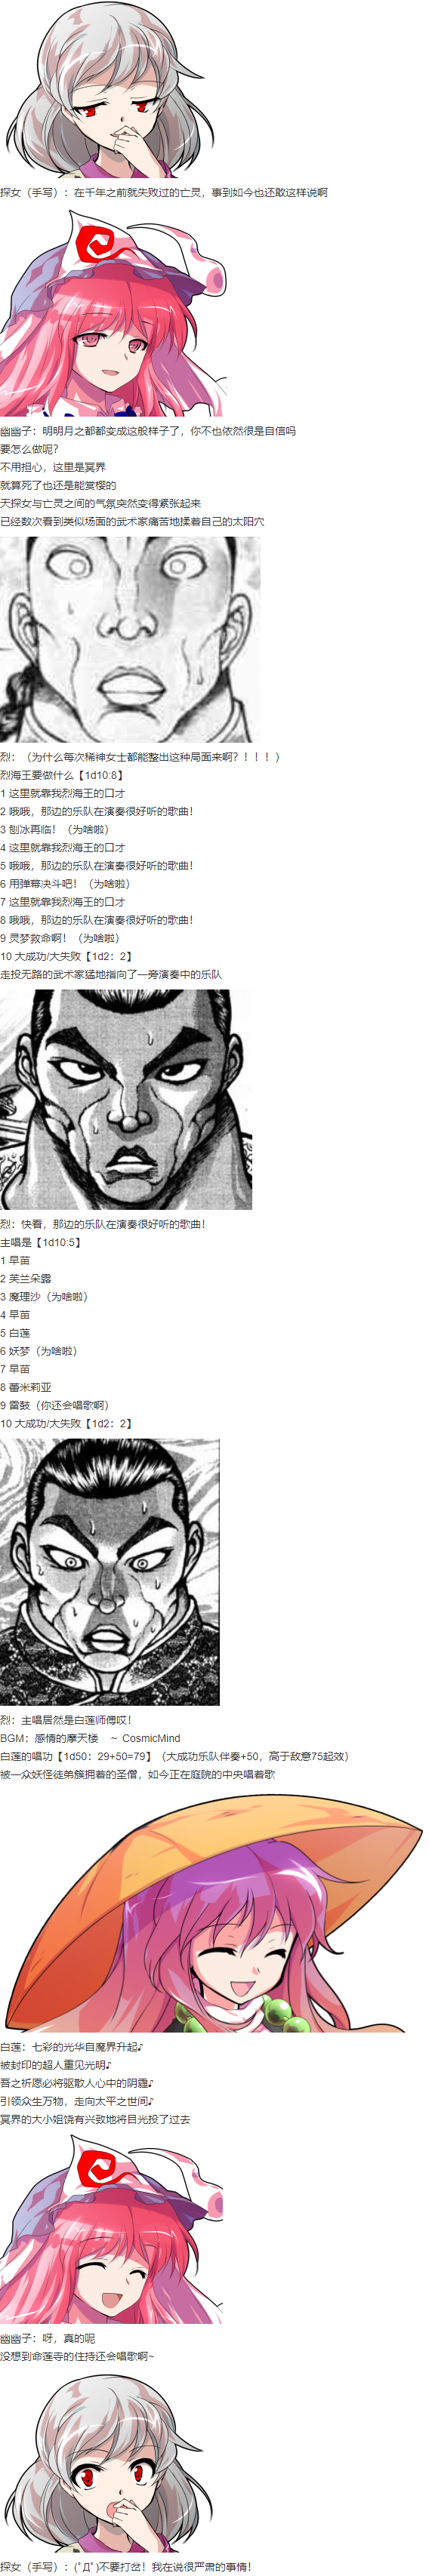 探女（手写）：在千年之前就失败过的亡灵，事到如今也还敢这样说啊
幽幽子：明明月之都都变成这般样子了，你不也依然很是自信吗
要怎么做呢？
不用担心，这里是冥界
就算死了也还是能赏樱的
天探女与亡灵之间的气氛突然变得紧张起来
已经数次看到类似场面的武术家痛苦地揉着自己的太阳穴
烈：（为什么每次稀神女士都能整出这种局面来啊？！！！）
烈海王要做什么【1d10:8】
1 这里就靠我烈海王的口才
2 哦哦，那边的乐队在演奏很好听的歌曲！
3 刨冰再临！（为啥啦）
4 这里就靠我烈海王的口才
5 哦哦，那边的乐队在演奏很好听的歌曲！
6 用弹幕决斗吧！（为啥啦）
7 这里就靠我烈海王的口才
8 哦哦，那边的乐队在演奏很好听的歌曲！
9 灵梦救命啊！（为啥啦）
10 大成功/大失败【1d2：2】
走投无路的武术家猛地指向了一旁演奏中的乐队
烈：快看，那边的乐队在演奏很好听的歌曲！
主唱是【1d10:5】
1 早苗
2 芙兰朵露
3 魔理沙（为啥啦）
4 早苗
5 白莲
6 妖梦（为啥啦）
7 早苗
8 蕾米莉亚
9 雷鼓（你还会唱歌啊）
10 大成功/大失败【1d2：2】
烈：主唱居然是白莲师傅哎！
BGM：感情的摩天楼　~ CosmicMind
白莲的唱功【1d50：29+50=79】（大成功乐队伴奏+50，高于敌意75起效）
被一众妖怪徒弟簇拥着的圣僧，如今正在庭院的中央唱着歌
白莲：七彩的光华自魔界升起♪
被封印的超人重见光明♪
吾之祈愿必将驱散人心中的阴霾♪
引领众生万物，走向太平之世间♪
冥界的大小姐饶有兴致地将目光投了过去
幽幽子：呀，真的呢
没想到命莲寺的住持还会唱歌啊~
探女（手写）：(ﾟДﾟ)不要打岔！我在说很严肃的事情！